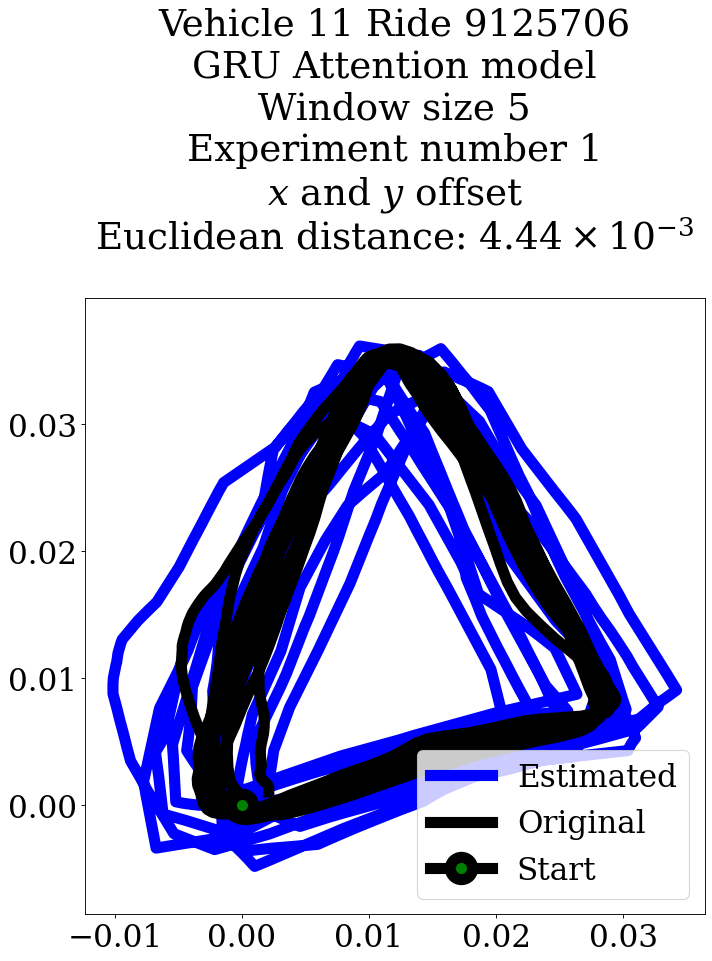 Vehicle 11 Ride 9125706
GRU Attention model
Window size 5
Experiment number 1
x and y offset
Euclidean distance: 4.44 × 10⁻³
0.03
0.02
0.01
0.00
Estimated
Original
Start
−0.01 0.00 0.01 0.02 0.03